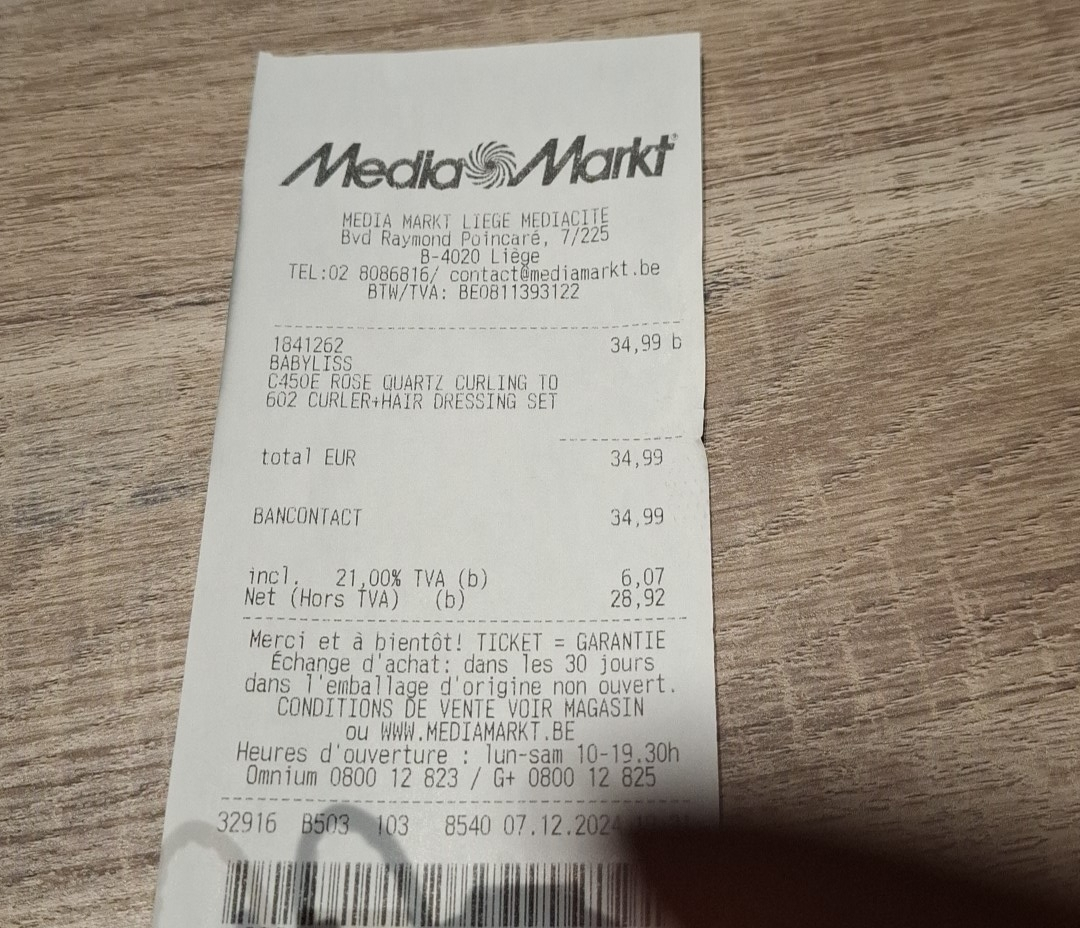 Media Markt®
MEDIA MARKT LIEGE MEDIACITE
Bvd Raymond Poincaré, 7/225
B-4020 Liège
TEL:02 8086816/ contact@mediamarkt.be
BTW/TVA: BE0811393122
1841262 34,99 b
BABYLISS
C450E ROSE QUARTZ CURLING TO
602 CURLER+HAIR DRESSING SET
total EUR 34,99
BANCONTACT 34,99
incl. 21,00% TVA (b) 6,07
Net (Hors TVA) (b) 28,92
Merci et à bientôt! TICKET = GARANTIE
Échange d'achat: dans les 30 jours
dans l'emballage d'origine non ouvert.
CONDITIONS DE VENTE VOIR MAGASIN
ou WWW.MEDIAMARKT.BE
Heures d'ouverture : lun-sam 10-19.30h
Omnium 0800 12 823 / G+ 0800 12 825
32916 B503 103 8540 07.12.2024